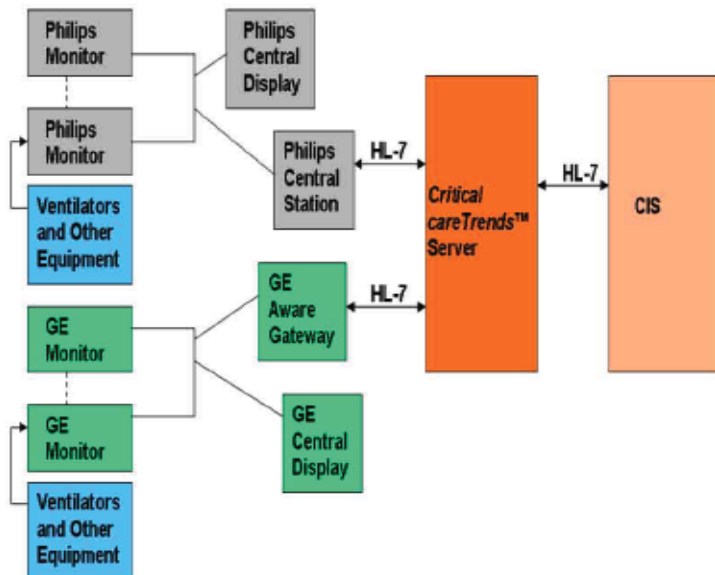 Philips
Monitor
Philips
Central
Display
Philips
Monitor
Philips
Central
Station
HL-7
Ventilators
and Other
Equipment
Critical
careTrends™
Server
HL-7
CIS
GE
Aware
Gateway
HL-7
GE
Monitor
GE
Monitor
GE
Central
Display
Ventilators
and Other
Equipment